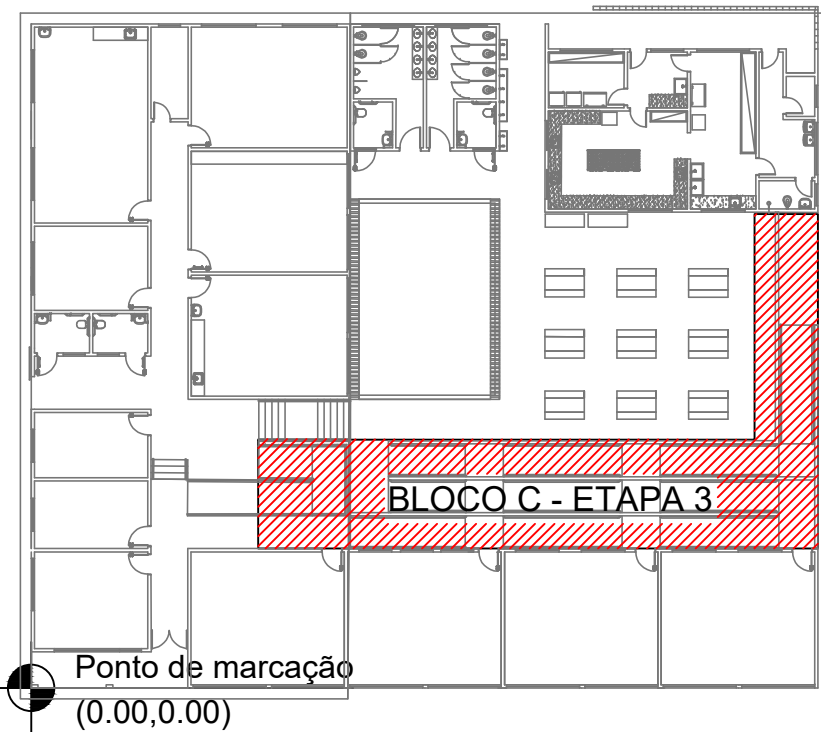 BLOCO C - ETAPA 3
Ponto de marcação
(0.00,0.00)